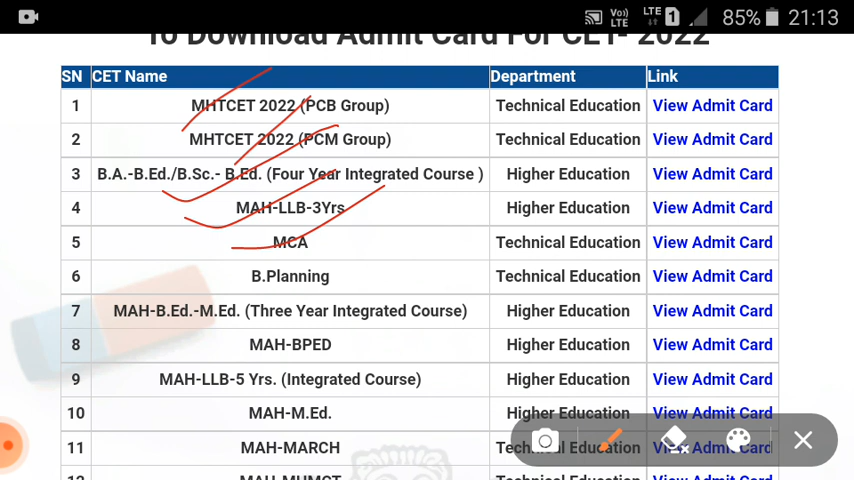 Vo)) LTE LTE 1 85% 21:13
To Download Admit Card For CET- 2022
SN CET Name Department Link
1 MHTCET 2022 (PCB Group) Technical Education View Admit Card
2 MHTCET 2022 (PCM Group) Technical Education View Admit Card
3 B.A.-B.Ed./B.Sc.- B.Ed. (Four Year Integrated Course ) Higher Education View Admit Card
4 MAH-LLB-3Yrs Higher Education View Admit Card
5 MCA Technical Education View Admit Card
6 B.Planning Technical Education View Admit Card
7 MAH-B.Ed.-M.Ed. (Three Year Integrated Course) Higher Education View Admit Card
8 MAH-BPED Higher Education View Admit Card
9 MAH-LLB-5 Yrs. (Integrated Course) Higher Education View Admit Card
10 MAH-M.Ed. Higher Education View Admit Card
11 MAH-MARCH Technical Education View Admit Card